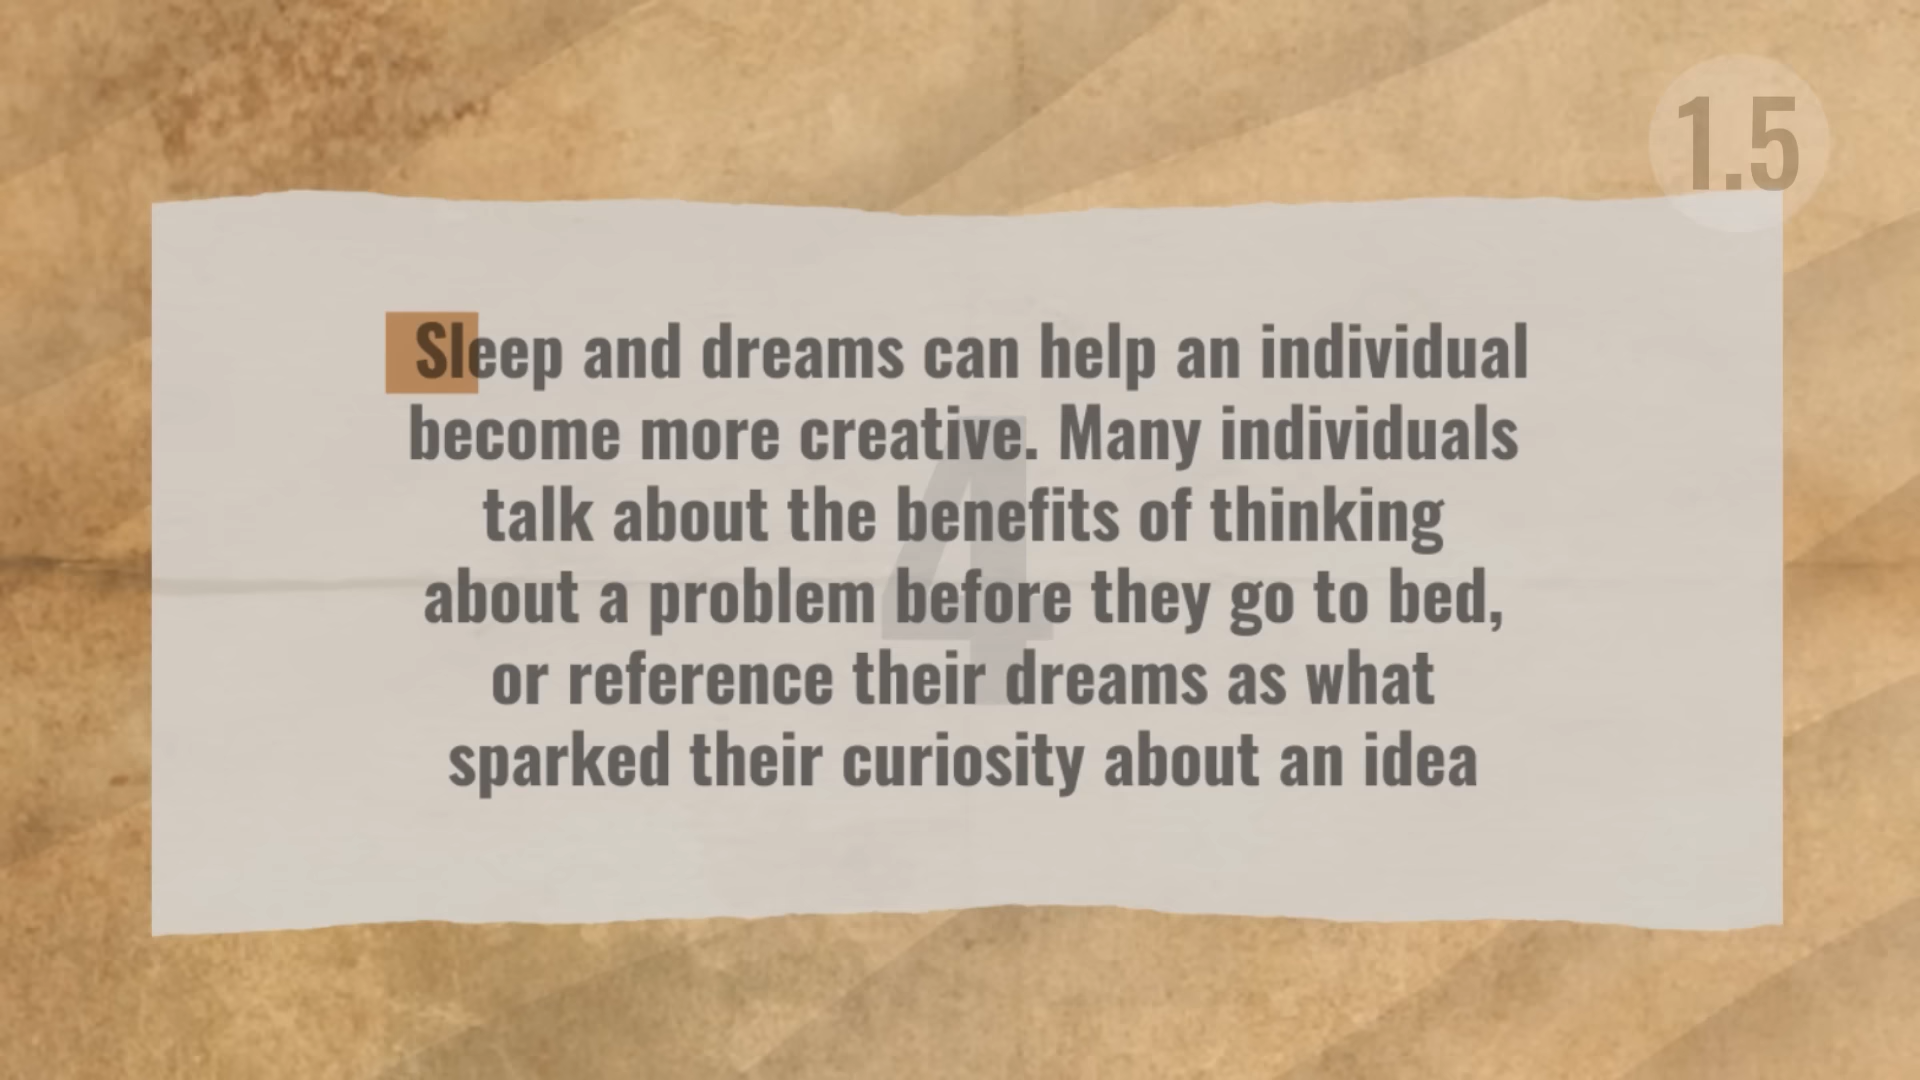 1.5
Sleep and dreams can help an individual
become more creative. Many individuals
talk about the benefits of thinking
about a problem before they go to bed,
or reference their dreams as what
sparked their curiosity about an idea
4